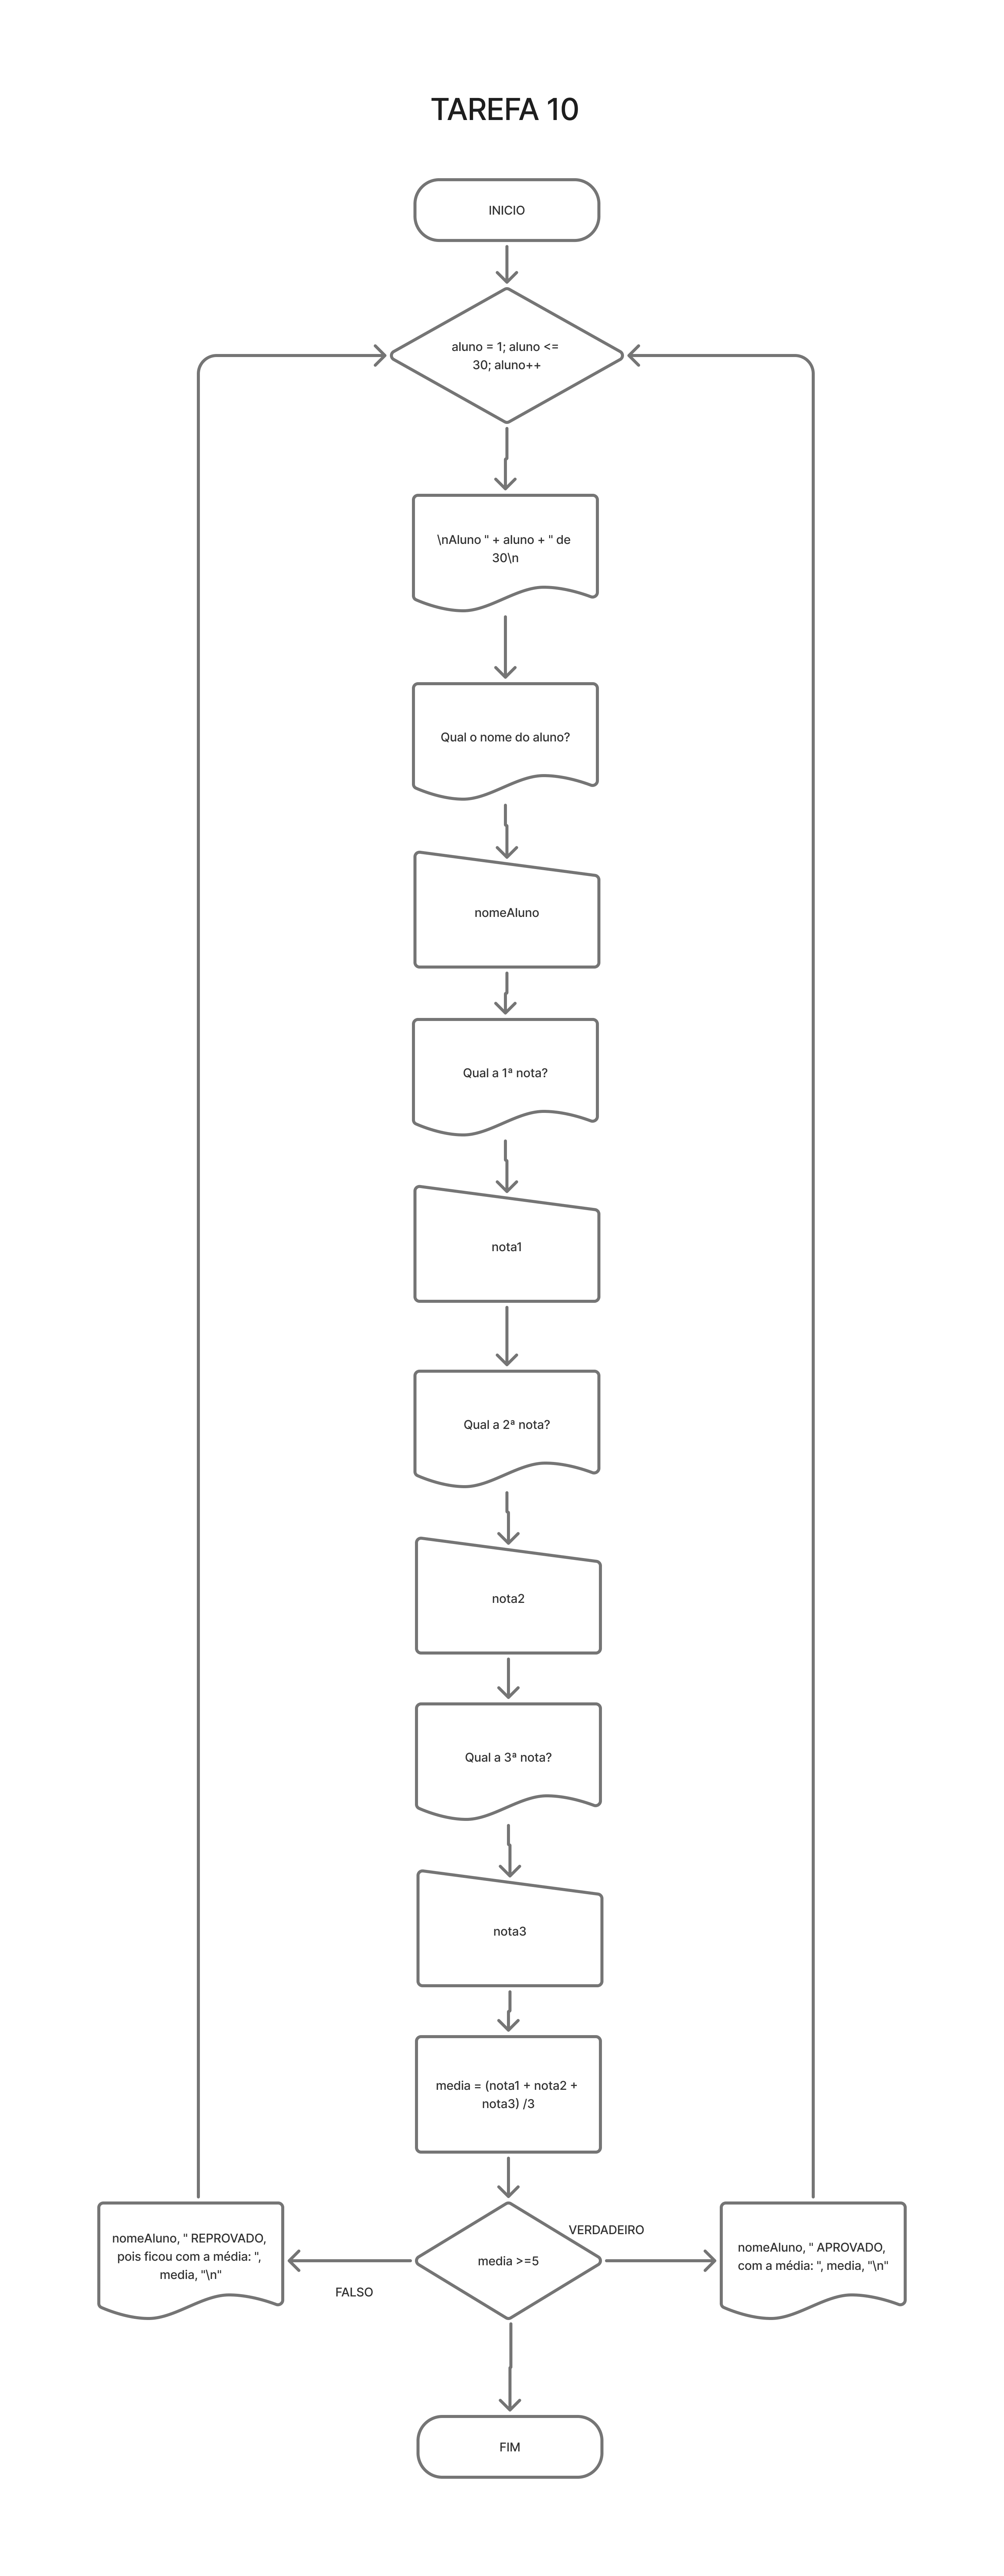 TAREFA 10
INICIO
aluno = 1; aluno <=
30; aluno++
\nAluno " + aluno + " de
30\n
Qual o nome do aluno?
nomeAluno
Qual a 1ª nota?
nota1
Qual a 2ª nota?
nota2
Qual a 3ª nota?
nota3
media = (nota1 + nota2 +
nota3) /3
nomeAluno, " REPROVADO,
pois ficou com a média: ",
media, "\n"
FALSO
media >=5
VERDADEIRO
nomeAluno, " APROVADO,
com a média: ", media, "\n"
FIM